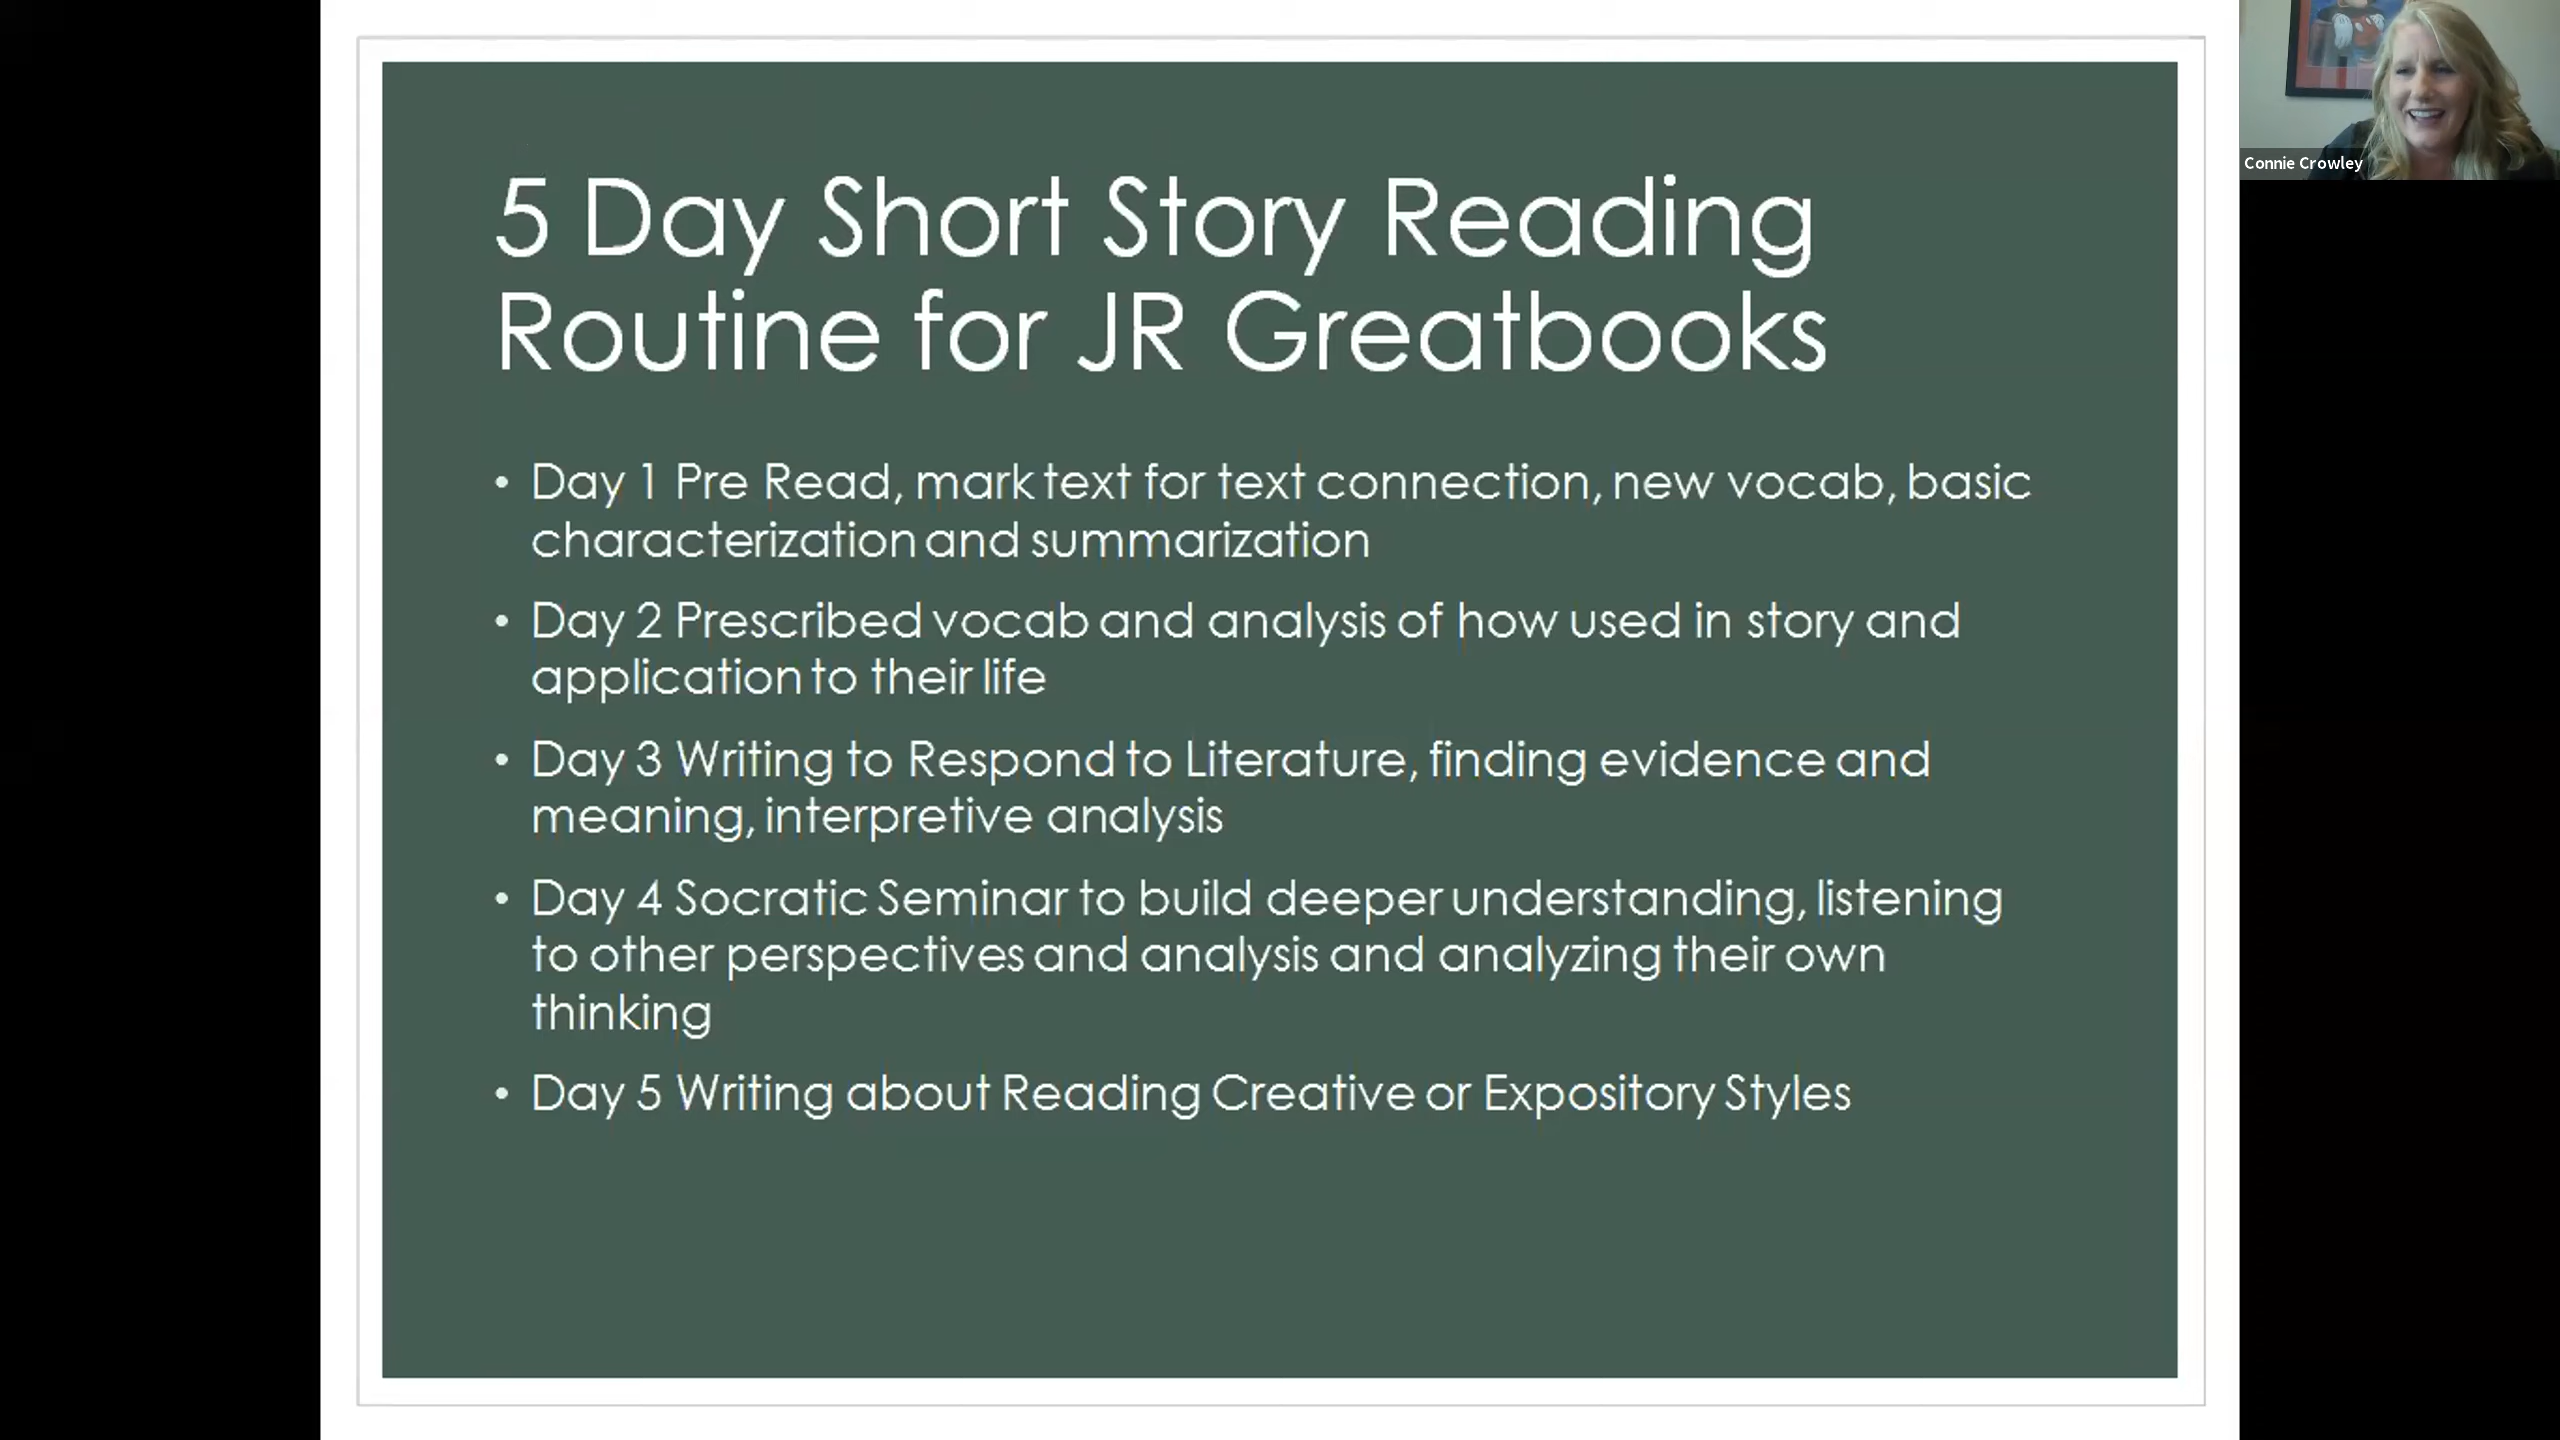 5 Day Short Story Reading
Routine for JR Greatbooks
• Day 1 Pre Read, mark text for text connection, new vocab, basic
characterization and summarization
• Day 2 Prescribed vocab and analysis of how used in story and
application to their life
• Day 3 Writing to Respond to Literature, finding evidence and
meaning, interpretive analysis
• Day 4 Socratic Seminar to build deeper understanding, listening
to other perspectives and analysis and analyzing their own
thinking
• Day 5 Writing about Reading Creative or Expository Styles
Connie Crowley